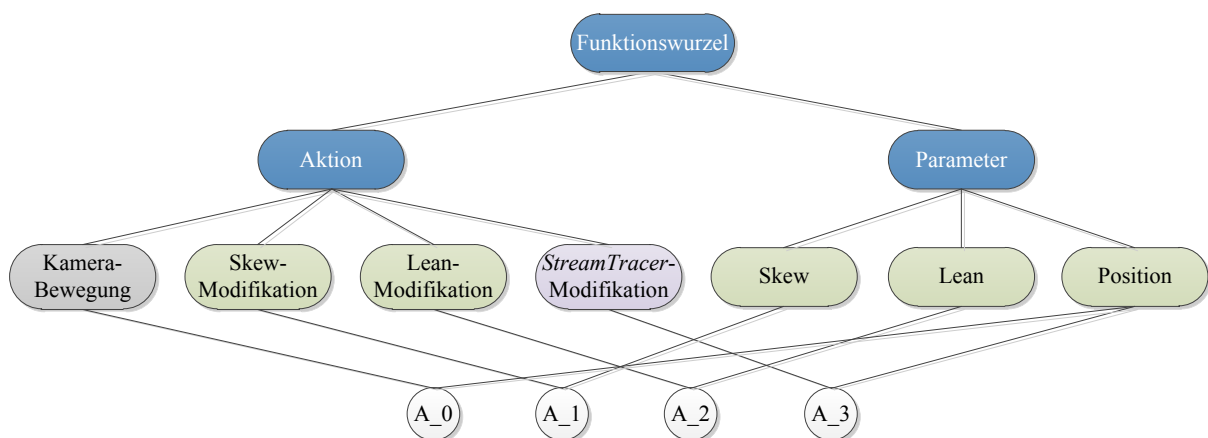 Funktionswurzel
Aktion
Parameter
Kamera-
Bewegung
Skew-
Modifikation
Lean-
Modifikation
StreamTracer-
Modifikation
Skew
Lean
Position
A_0
A_1
A_2
A_3